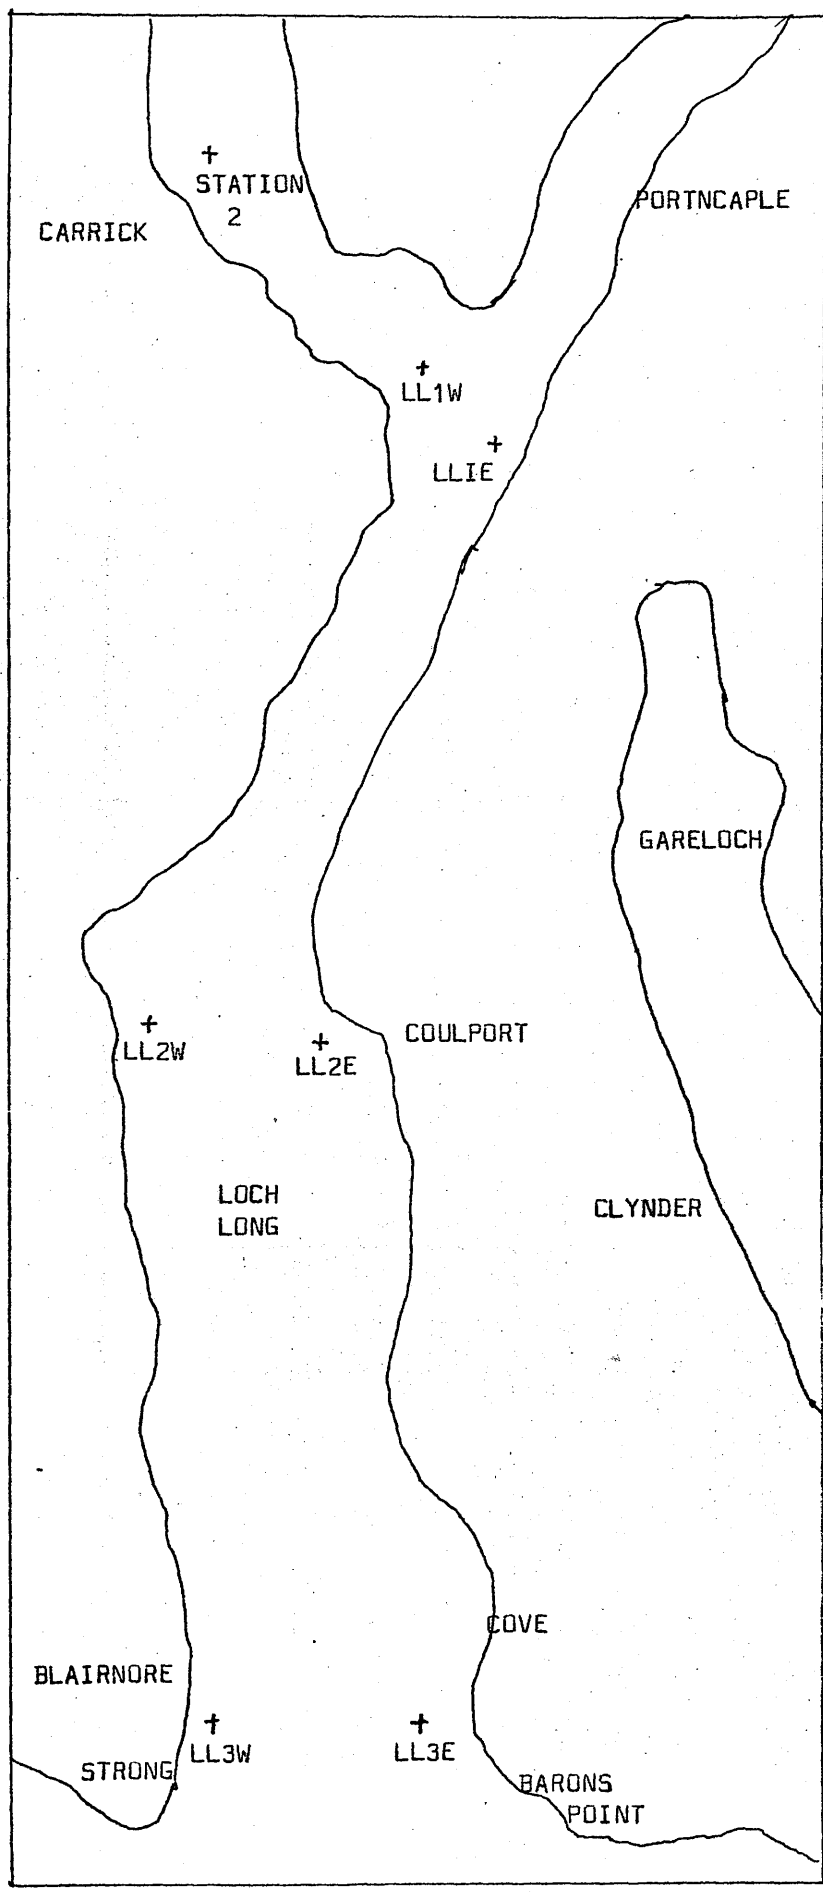 STATION
2
PORTNCAPLE
CARRICK
LL1W
LLIE
GARELOCH
COULPORT
LL2W
LL2E
LOCH
LONG
CLYNDER
COVE
BLAIRNORE
LL3W
LL3E
STRONG
BARONS
POINT